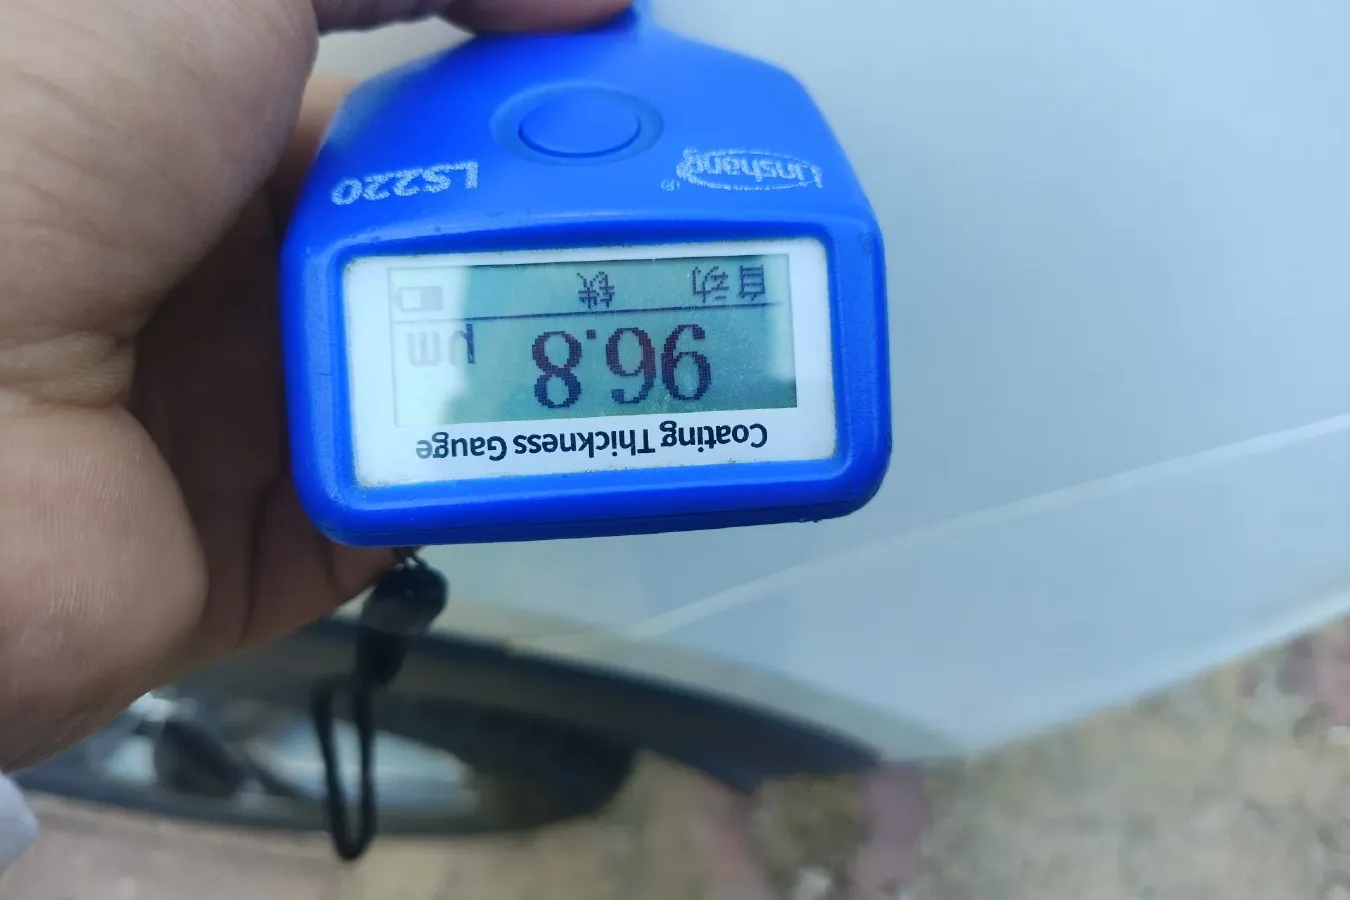 Coating Thickness Gauge
96.8 μm
自动 铁
Linshang® LS220